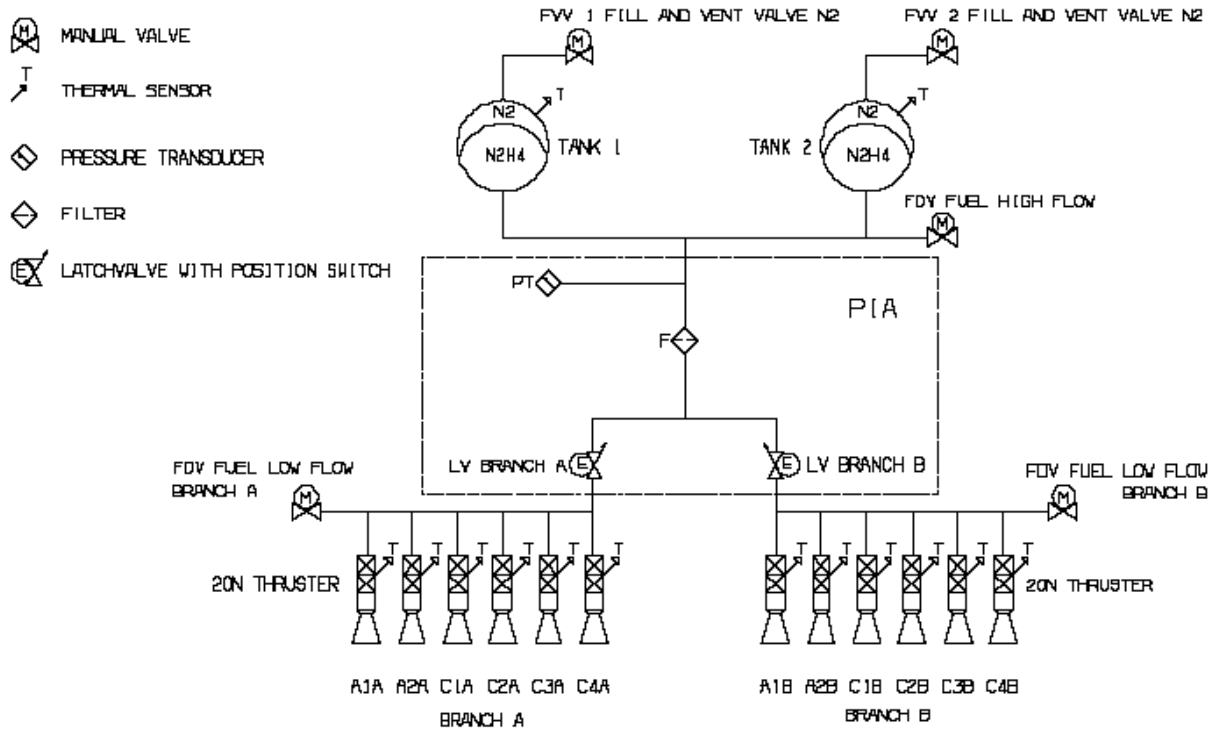 FVV 1 FILL AND VENT VALVE N2
FVV 2 FILL AND VENT VALVE N2
M
MANUAL VALVE
M
M
T
THERMAL SENSOR
T
T
N2
N2
PRESSURE TRANSDUCER
N2H4
TANK 1
TANK 2
N2H4
FILTER
FDV FUEL HIGH FLOW
M
E
LATCHVALVE WITH POSITION SWITCH
PT
PIA
F
LV BRANCH A
E
E
LV BRANCH B
FDV FUEL LOW FLOW
BRANCH A
FDV FUEL LOW FLOW
BRANCH B
M
M
T
T
T
T
T
T
T
T
T
T
T
T
20N THRUSTER
20N THRUSTER
A1A A2A C1A C2A C3A C4A
A1B A2B C1B C2B C3B C4B
BRANCH A
BRANCH B